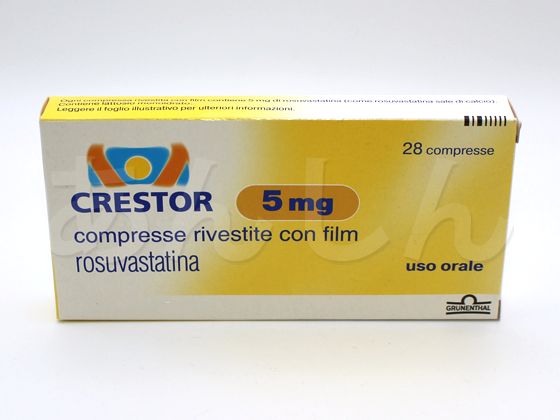 Ogni compressa rivestita con film contiene 5 mg di rosuvastatina (come rosuvastatina sale di calcio).
Contiene lattosio monoidrato.
Leggere il foglio illustrativo per ulteriori informazioni.
28 compresse
CRESTOR 5 mg
compresse rivestite con film
rosuvastatina
uso orale
GRÜNENTHAL